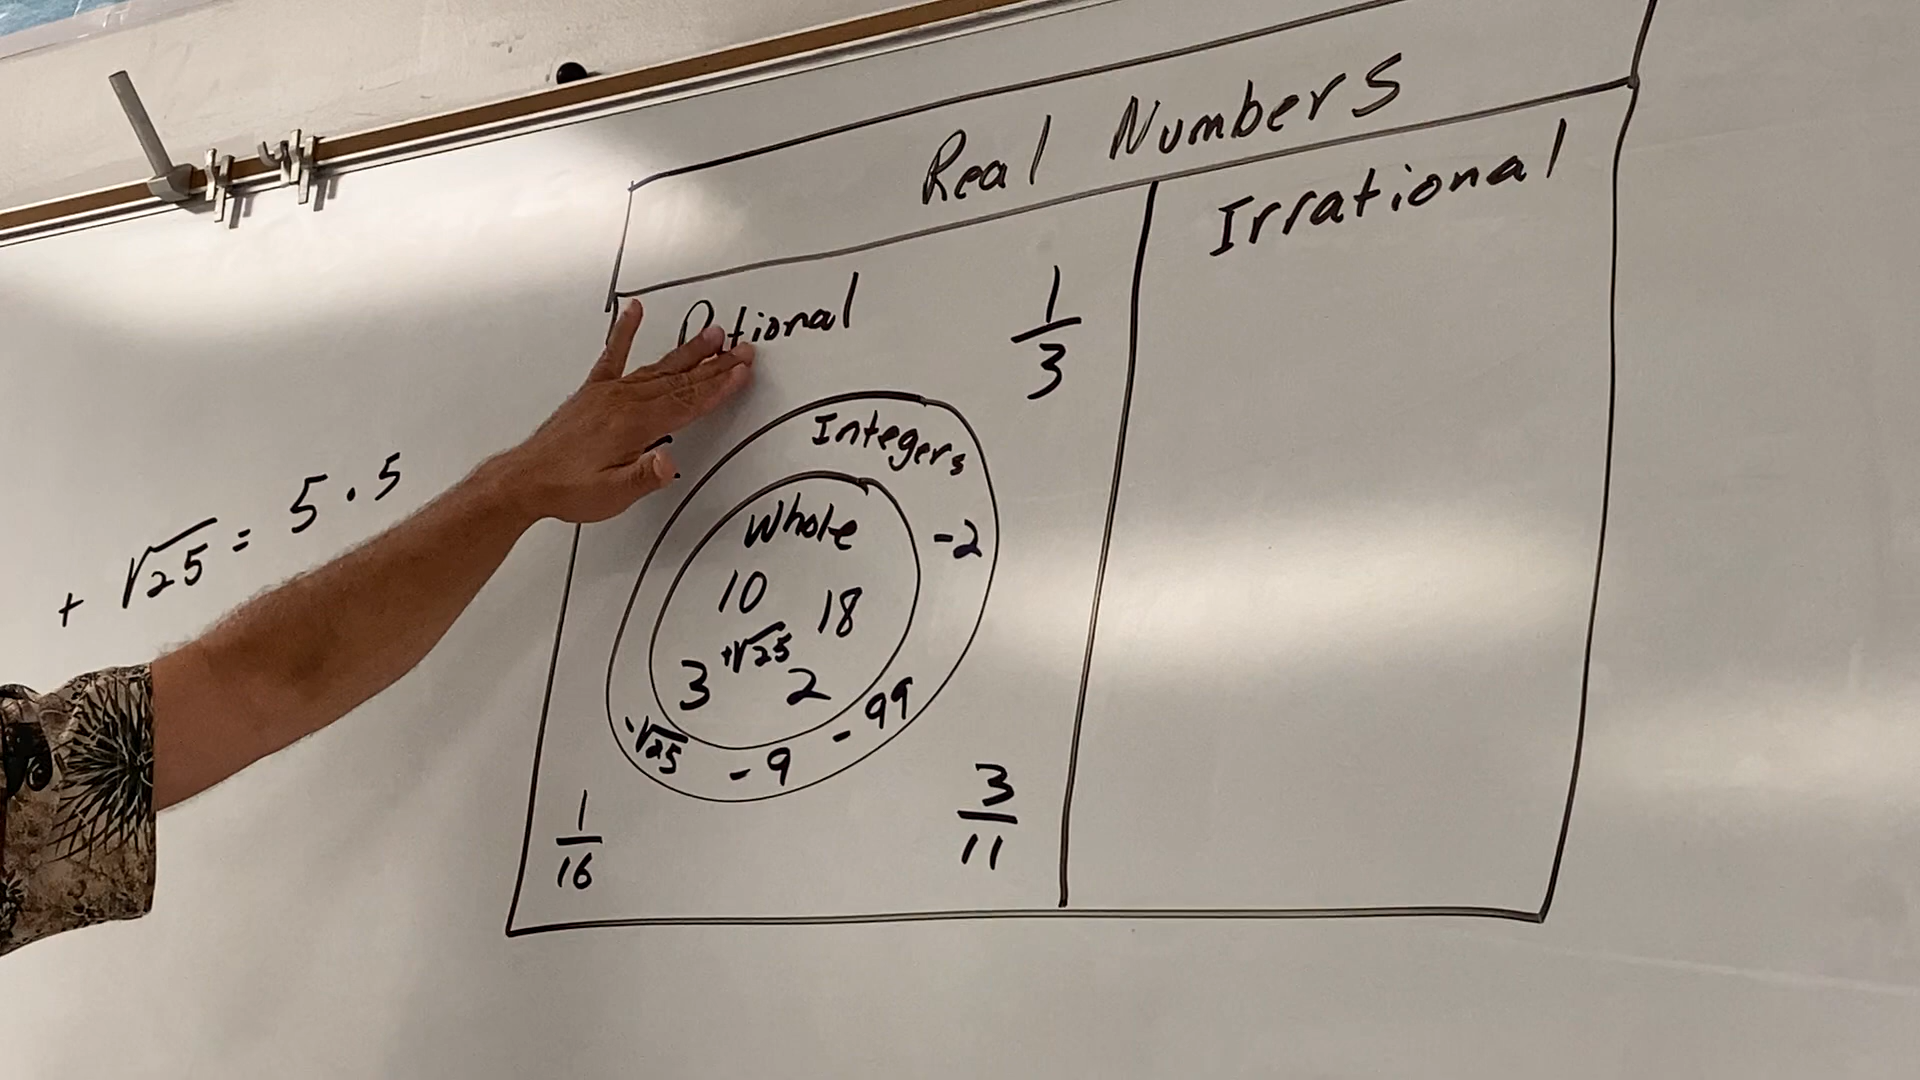 Real Numbers
Rational
Irrational
1
3
Integers
Whole
-2
10
18
+√25
3
2
-√25
-9
-99
1
16
3
11
+ √25 = 5 · 5